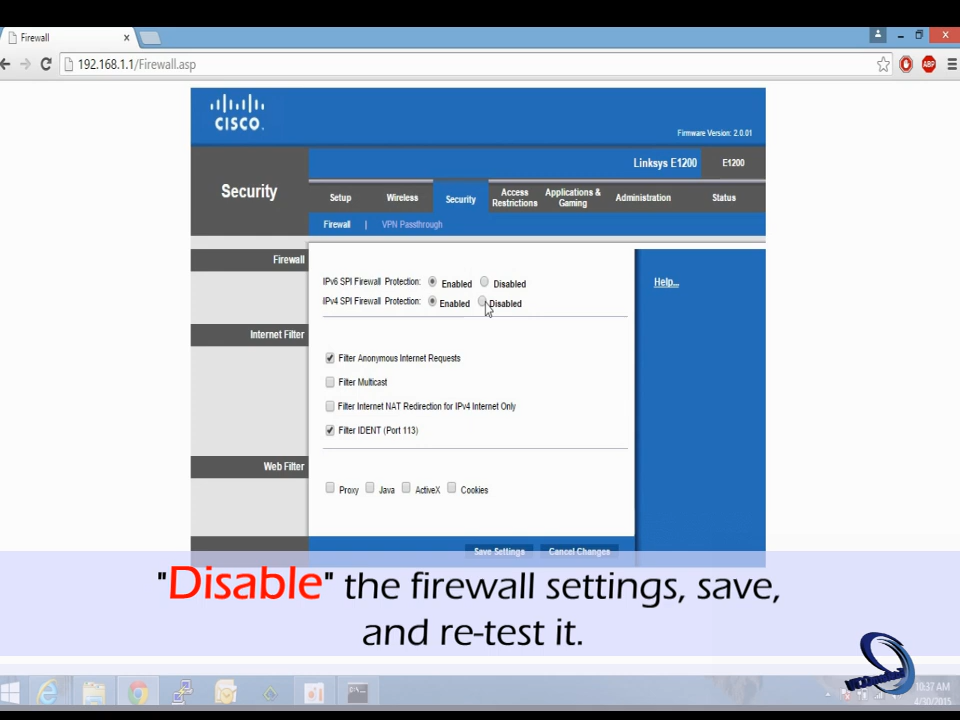 Firewall
192.168.1.1/Firewall.asp
ABP
CISCO.
Firmware Version: 2.0.01
Linksys E1200 E1200
Security
Setup Wireless Security Access Restrictions Applications & Gaming Administration Status
Firewall | VPN Passthrough
Firewall
IPv6 SPI Firewall Protection: Enabled Disabled
Help...
IPv4 SPI Firewall Protection: Enabled Disabled
Internet Filter
Filter Anonymous Internet Requests
Filter Multicast
Filter Internet NAT Redirection for IPv4 Internet Only
Filter IDENT (Port 113)
Web Filter
Proxy Java ActiveX Cookies
Save Settings Cancel Changes
"Disable" the firewall settings, save,
and re-test it.
10:37 AM
4/30/2015